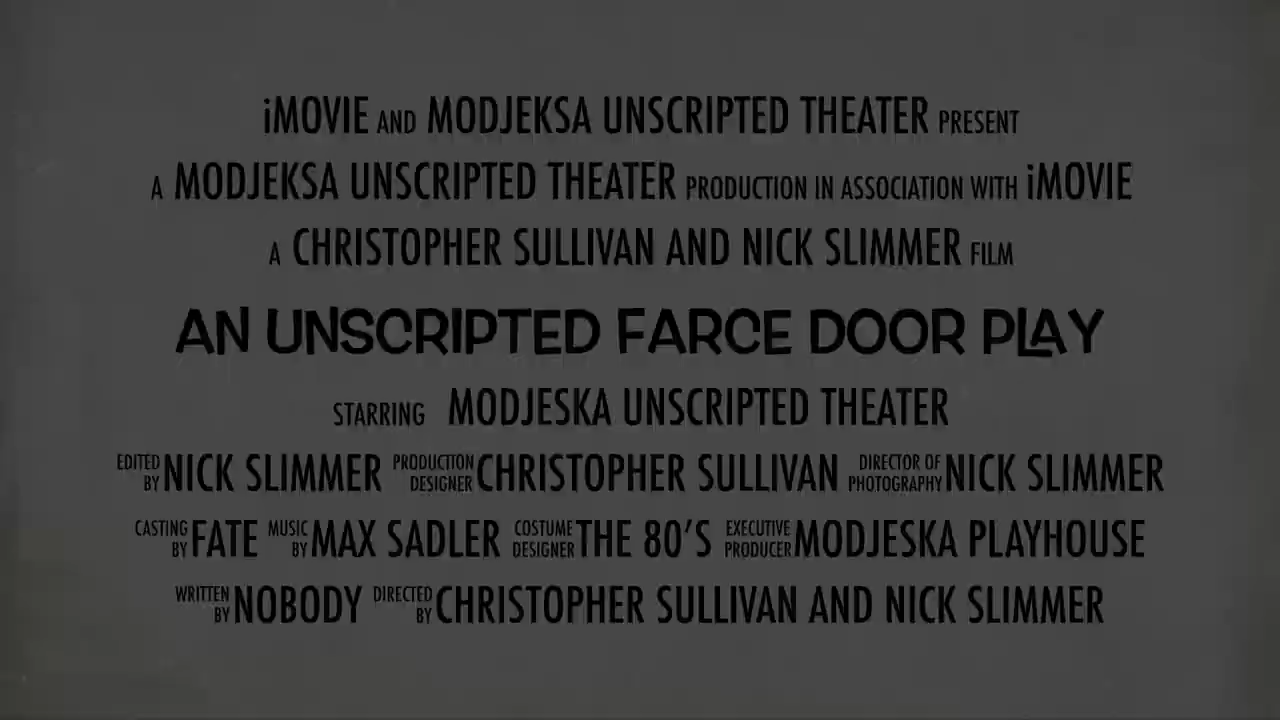 iMOVIE AND MODJEKSA UNSCRIPTED THEATER PRESENT
A MODJEKSA UNSCRIPTED THEATER PRODUCTION IN ASSOCIATION WITH iMOVIE
A CHRISTOPHER SULLIVAN AND NICK SLIMMER FILM
AN UNSCRIPTED FARCE DOOR PLAY
STARRING MODJESKA UNSCRIPTED THEATER
EDITED BY NICK SLIMMER PRODUCTION DESIGNER CHRISTOPHER SULLIVAN DIRECTOR OF PHOTOGRAPHY NICK SLIMMER
CASTING BY FATE MUSIC BY MAX SADLER COSTUME DESIGNER THE 80'S EXECUTIVE PRODUCER MODJESKA PLAYHOUSE
WRITTEN BY NOBODY DIRECTED BY CHRISTOPHER SULLIVAN AND NICK SLIMMER